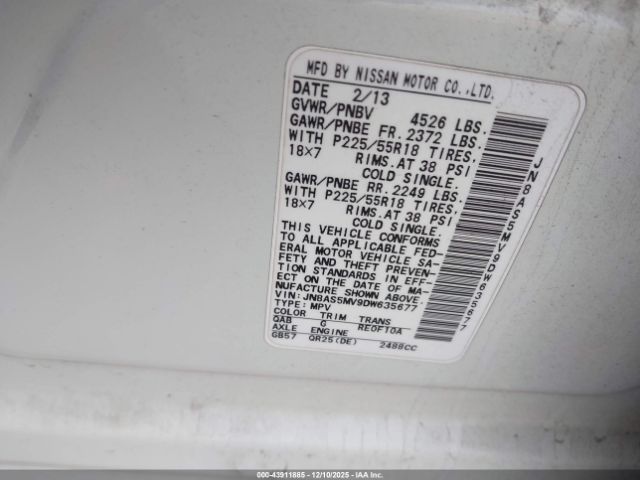 MFD BY NISSAN MOTOR CO.,LTD.
DATE 2/13
GVWR/PNBV 4526 LBS.
GAWR/PNBE FR. 2372 LBS.
WITH P225/55R18 TIRES,
18X7 RIMS.AT 38 PSI
COLD SINGLE.
GAWR/PNBE RR. 2249 LBS.
WITH P225/55R18 TIRES,
18X7 RIMS.AT 38 PSI
COLD SINGLE.
THIS VEHICLE CONFORMS
TO ALL APPLICABLE FED-
ERAL MOTOR VEHICLE SA-
FETY AND THEFT PREVEN-
TION STANDARDS IN EFF-
ECT ON THE DATE OF MA-
NUFACTURE SHOWN ABOVE.
VIN: JN8AS5MV9DW635677
TYPE: MPV
COLOR TRIM TRANS
QAB G RE0F10A
AXLE ENGINE
GB57 QR25(DE) 2488CC
JN8AS5MV9DW635677
000-43911885 • 12/10/2025 • IAA, Inc.